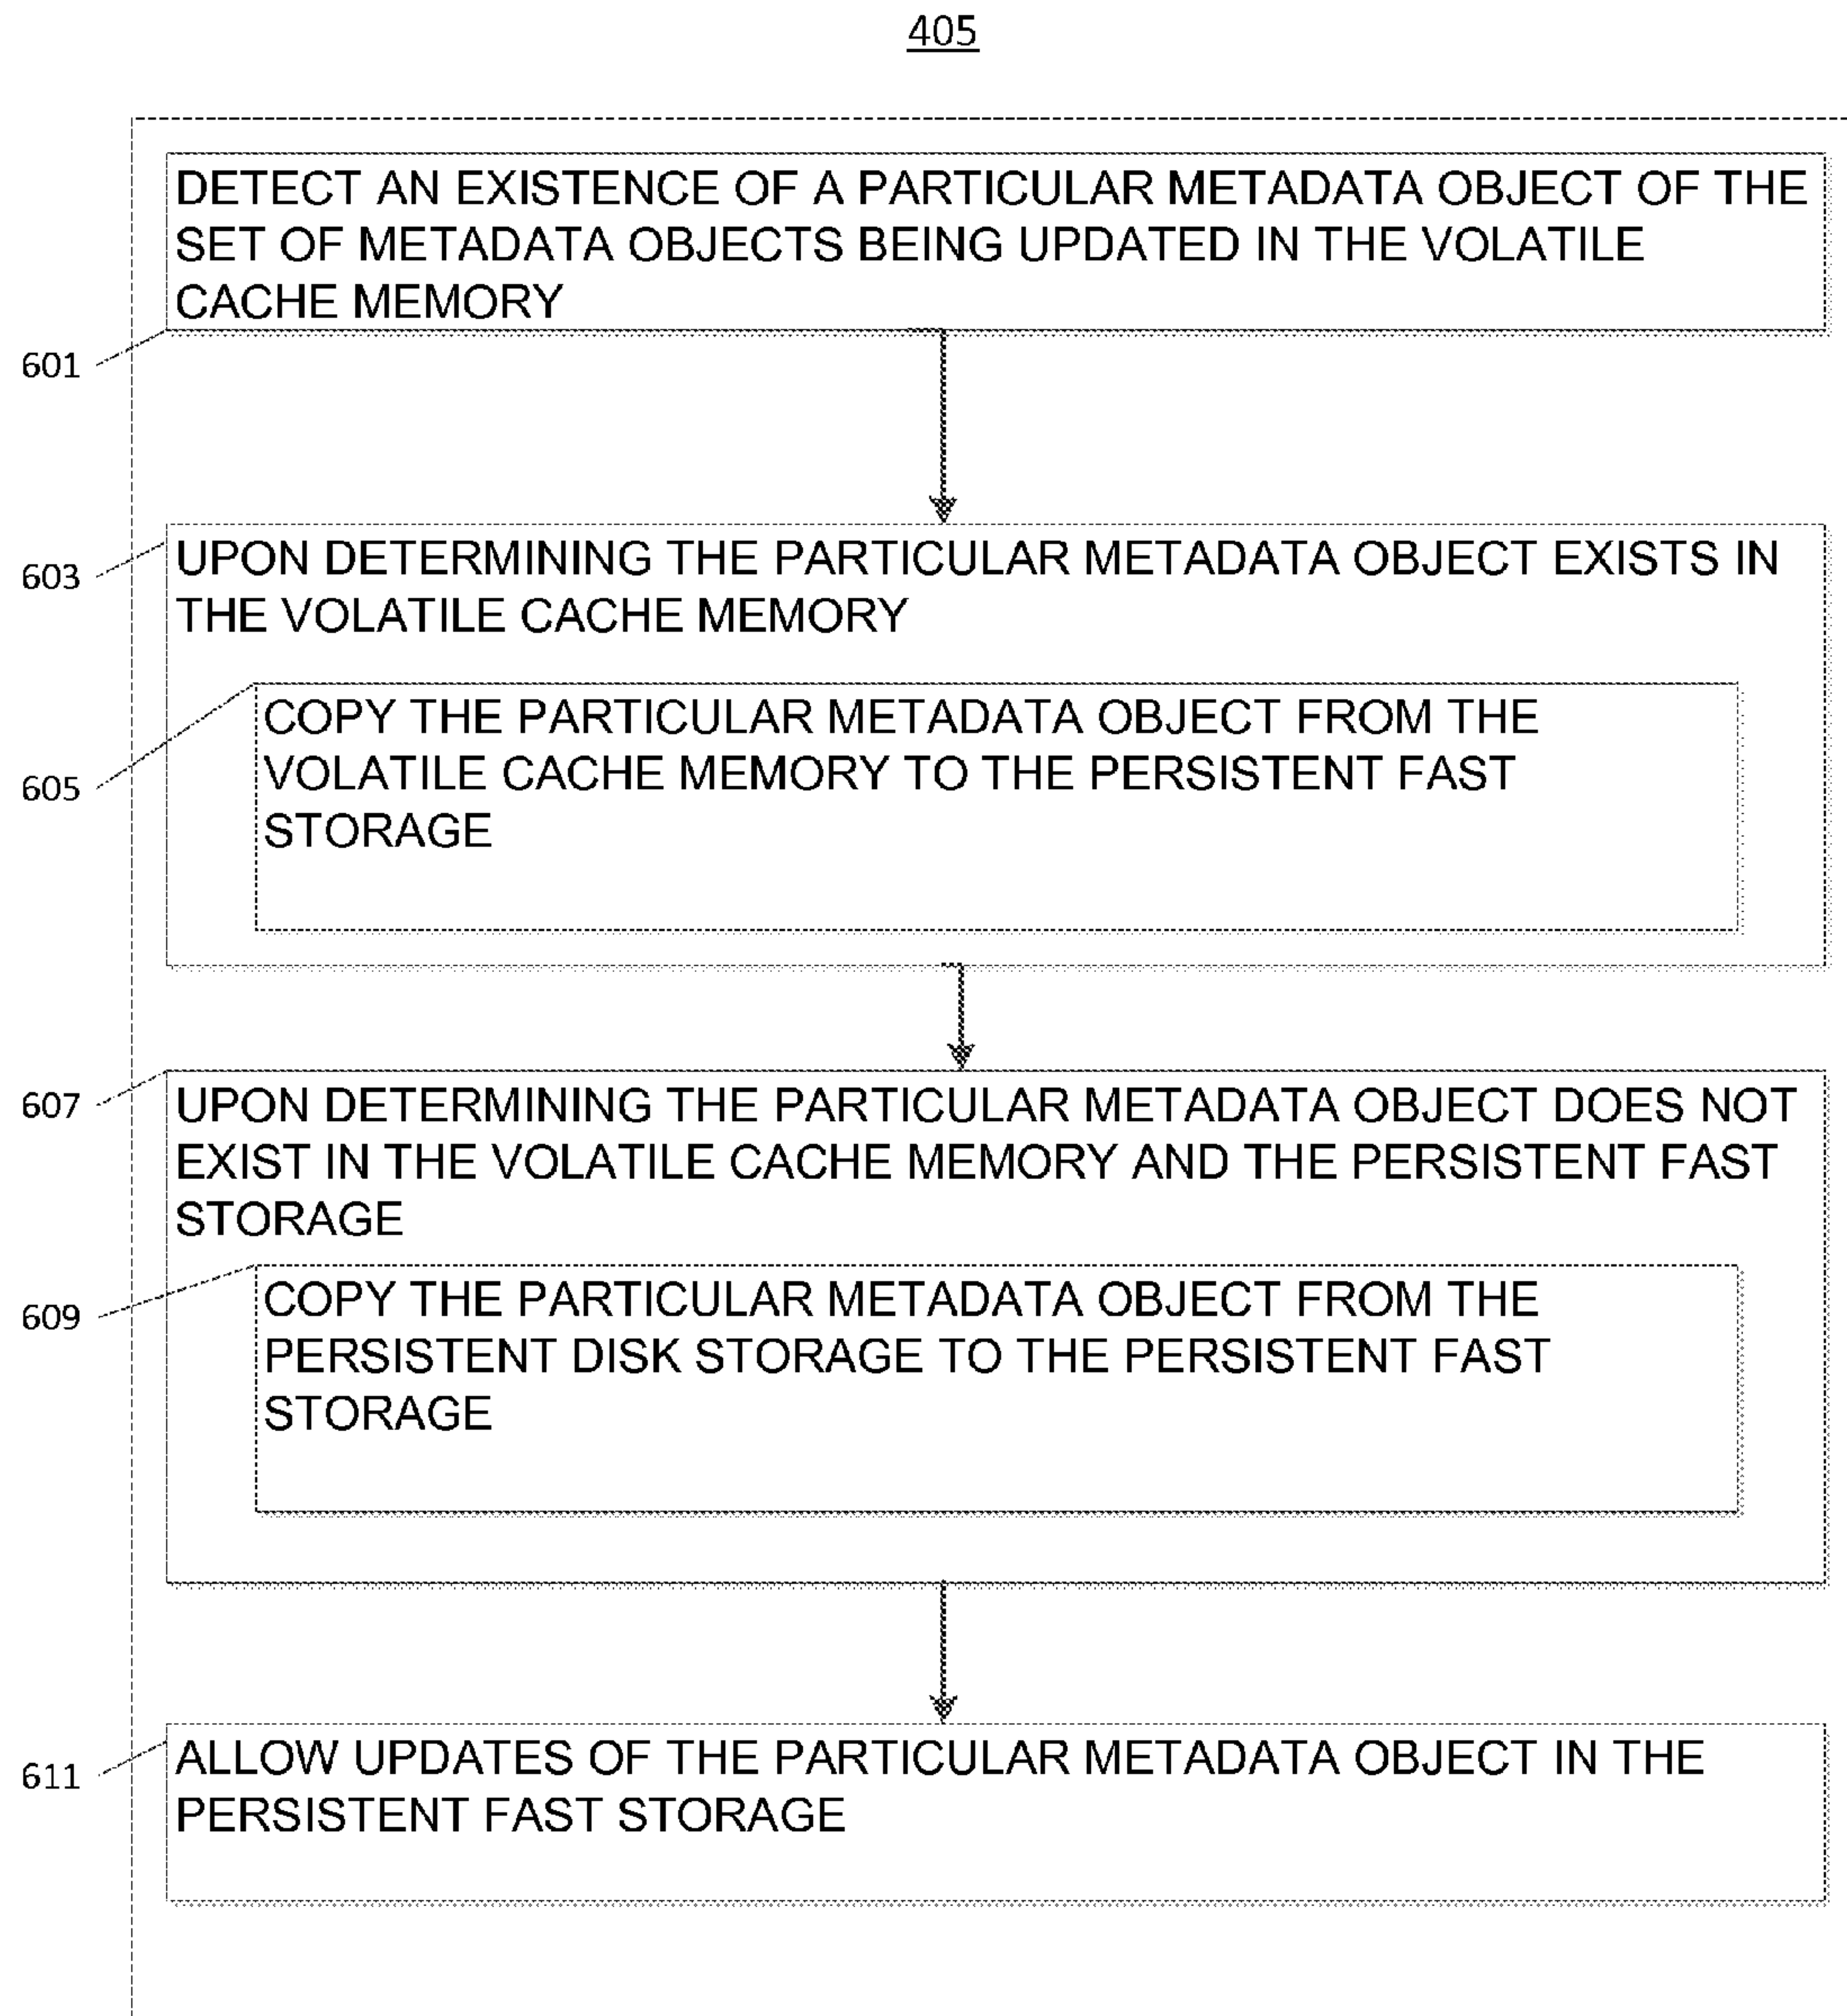 405
DETECT AN EXISTENCE OF A PARTICULAR METADATA OBJECT OF THE
SET OF METADATA OBJECTS BEING UPDATED IN THE VOLATILE
CACHE MEMORY
601
UPON DETERMINING THE PARTICULAR METADATA OBJECT EXISTS IN
THE VOLATILE CACHE MEMORY
603
COPY THE PARTICULAR METADATA OBJECT FROM THE
VOLATILE CACHE MEMORY TO THE PERSISTENT FAST
STORAGE
605
UPON DETERMINING THE PARTICULAR METADATA OBJECT DOES NOT
EXIST IN THE VOLATILE CACHE MEMORY AND THE PERSISTENT FAST
STORAGE
607
COPY THE PARTICULAR METADATA OBJECT FROM THE
PERSISTENT DISK STORAGE TO THE PERSISTENT FAST
STORAGE
609
ALLOW UPDATES OF THE PARTICULAR METADATA OBJECT IN THE
PERSISTENT FAST STORAGE
611